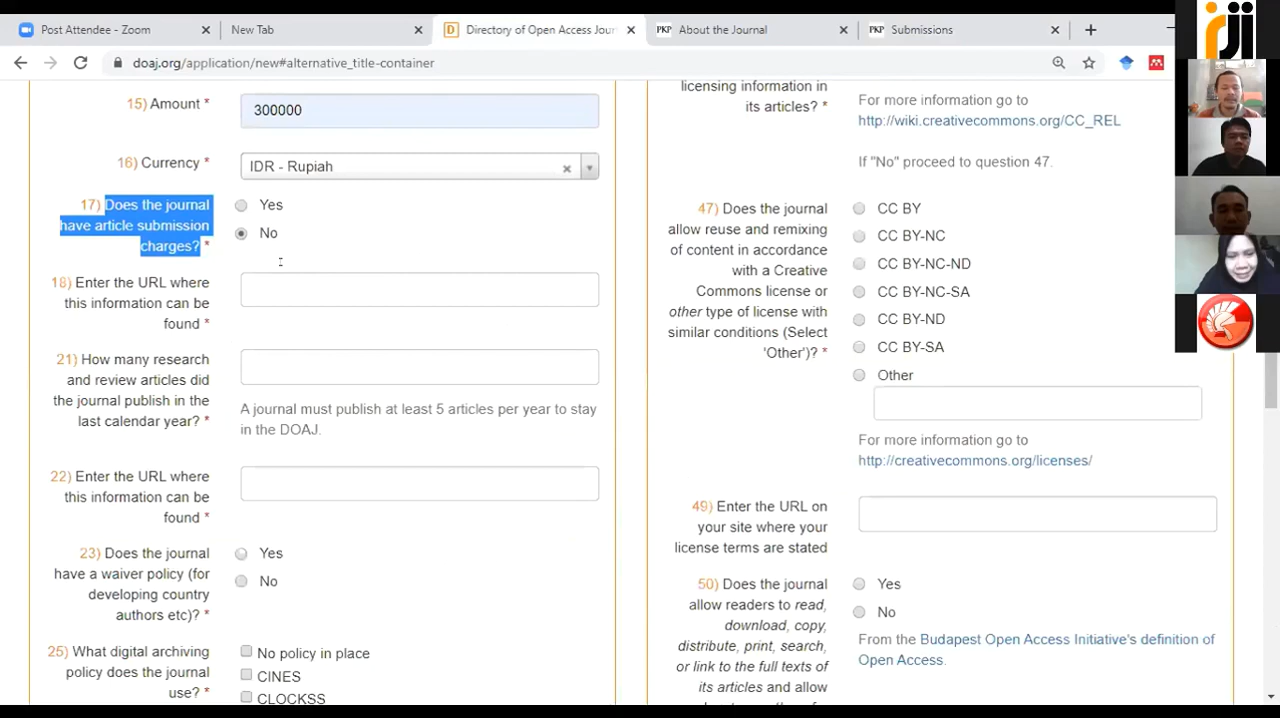 Post Attendee - Zoom
New Tab
Directory of Open Access Jour
PKP About the Journal
PKP Submissions
doaj.org/application/new#alternative_title-container
15) Amount *
300000
16) Currency *
IDR - Rupiah
17) Does the journal
have article submission
charges? *
Yes
No
18) Enter the URL where
this information can be
found *
21) How many research
and review articles did
the journal publish in the
last calendar year? *
A journal must publish at least 5 articles per year to stay
in the DOAJ.
22) Enter the URL where
this information can be
found *
23) Does the journal
have a waiver policy (for
developing country
authors etc)? *
Yes
No
25) What digital archiving
policy does the journal
use? *
No policy in place
CINES
CLOCKSS
licensing information in
its articles? *
For more information go to
http://wiki.creativecommons.org/CC_REL
If "No" proceed to question 47.
47) Does the journal
allow reuse and remixing
of content in accordance
with a Creative
Commons license or
other type of license with
similar conditions (Select
'Other')? *
CC BY
CC BY-NC
CC BY-NC-ND
CC BY-NC-SA
CC BY-ND
CC BY-SA
Other
For more information go to
http://creativecommons.org/licenses/
49) Enter the URL on
your site where your
license terms are stated
50) Does the journal
allow readers to read,
download, copy,
distribute, print, search,
or link to the full texts of
its articles and allow
Yes
No
From the Budapest Open Access Initiative's definition of
Open Access.
rji